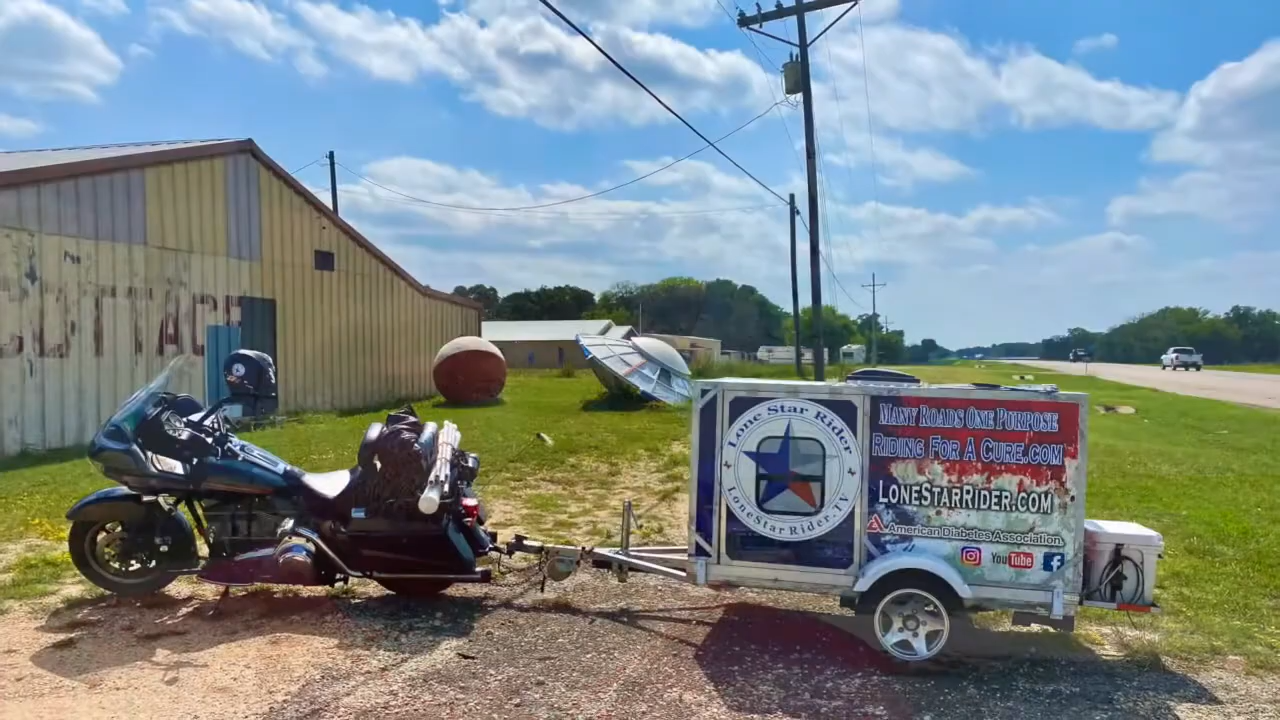 COTTAGE
Lone Star Rider
LoneStarRider.TV
Many Roads One Purpose
Riding For A Cure.com
LoneStarRider.com
American Diabetes Association.
YouTube
f